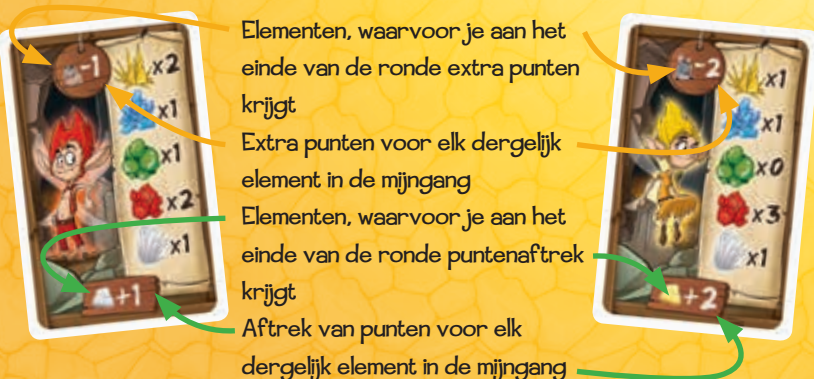 Elementen, waarvoor je aan het
einde van de ronde extra punten
krijgt
Extra punten voor elk dergelijk
element in de mijngang
Elementen, waarvoor je aan het
einde van de ronde puntenaftrek
krijgt
Aftrek van punten voor elk
dergelijk element in de mijngang
-1
x2
x1
x1
x2
x1
+1
-2
x1
x1
x0
x3
x1
+2